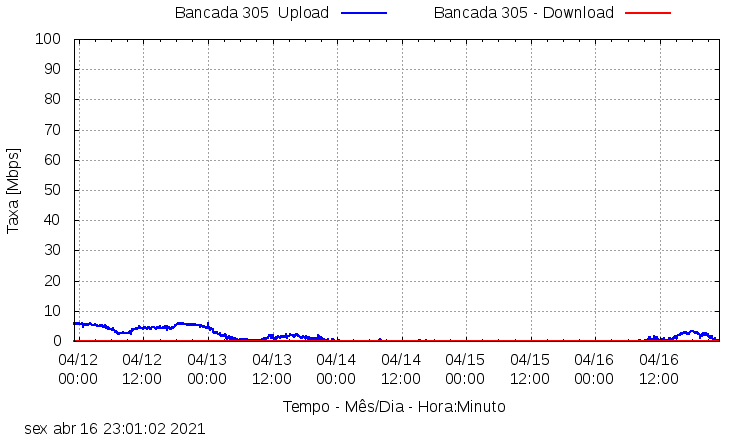 Bancada 305  Upload
Bancada 305 - Download
100
90
80
70
60
50
40
30
20
10
0
Taxa [Mbps]
04/12 04/12 04/13 04/13 04/14 04/14 04/15 04/15 04/16 04/16
00:00 12:00 00:00 12:00 00:00 12:00 00:00 12:00 00:00 12:00
Tempo - Mês/Dia - Hora:Minuto
sex abr 16 23:01:02 2021